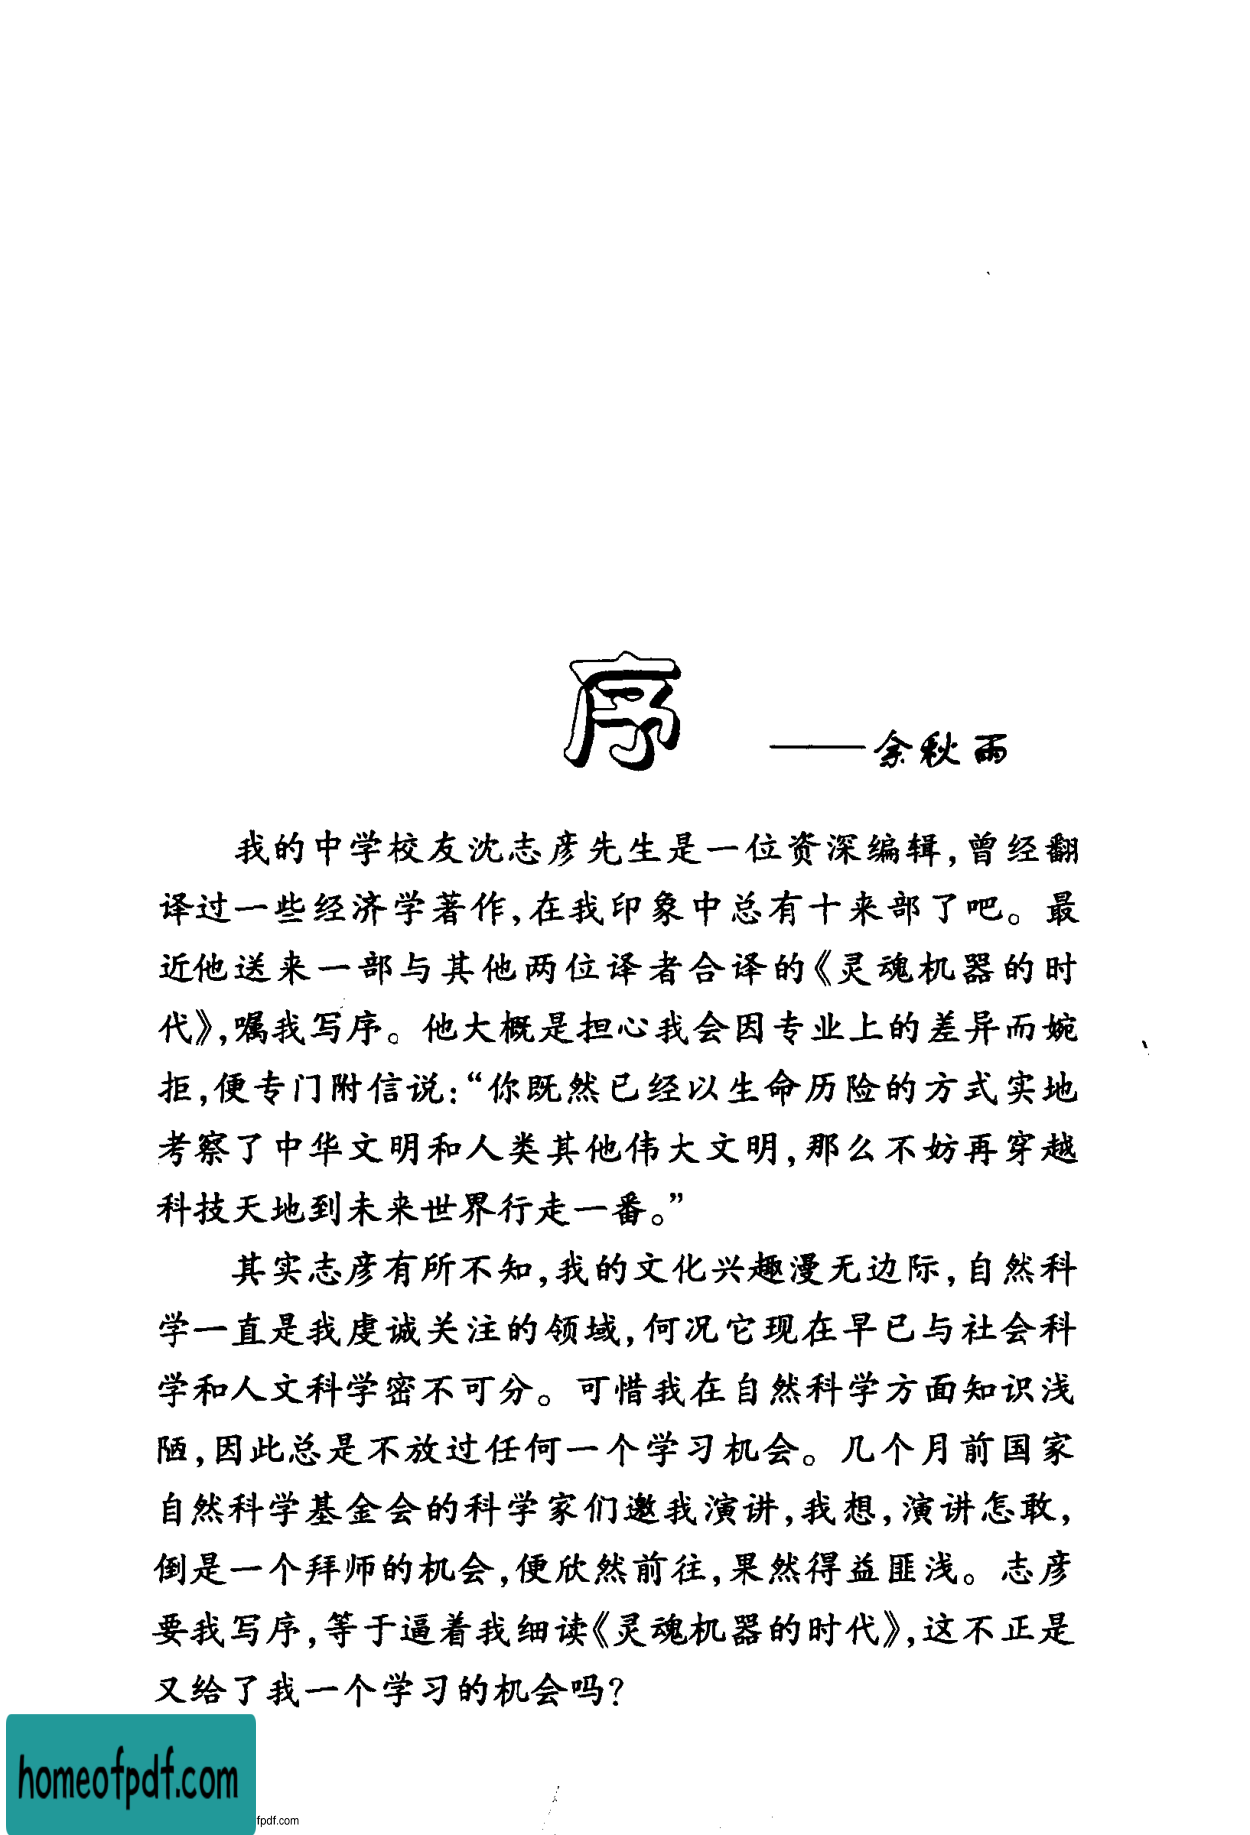 序
——余秋雨
我的中学校友沈志彦先生是一位资深编辑,曾经翻
译过一些经济学著作,在我印象中总有十来部了吧。最
近他送来一部与其他两位译者合译的《灵魂机器的时
代》,嘱我写序。他大概是担心我会因专业上的差异而婉
拒,便专门附信说:“你既然已经以生命历险的方式实地
考察了中华文明和人类其他伟大文明,那么不妨再穿越
科技天地到未来世界行走一番。”
其实志彦有所不知,我的文化兴趣漫无边际,自然科
学一直是我虔诚关注的领域,何况它现在早已与社会科
学和人文科学密不可分。可惜我在自然科学方面知识浅
陋,因此总是不放过任何一个学习机会。几个月前国家
自然科学基金会的科学家们邀我演讲,我想,演讲怎敢,
倒是一个拜师的机会,便欣然前往,果然得益匪浅。志彦
要我写序,等于逼着我细读《灵魂机器的时代》,这不正是
又给了我一个学习的机会吗?
homeofpdf.com
fpdf.com